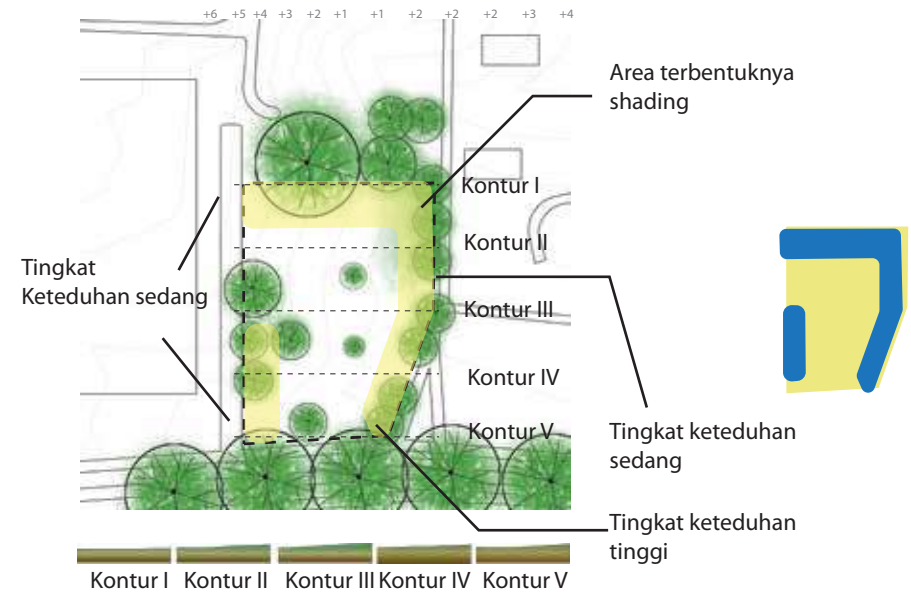 +6 +5 +4 +3 +2 +1 +1 +2 +2 +2 +3 +4
Area terbentuknya
shading
Kontur I
Kontur II
Tingkat
Keteduhan sedang
Kontur III
Kontur IV
Kontur V
Tingkat keteduhan
sedang
Tingkat keteduhan
tinggi
Kontur I Kontur II Kontur III Kontur IV Kontur V